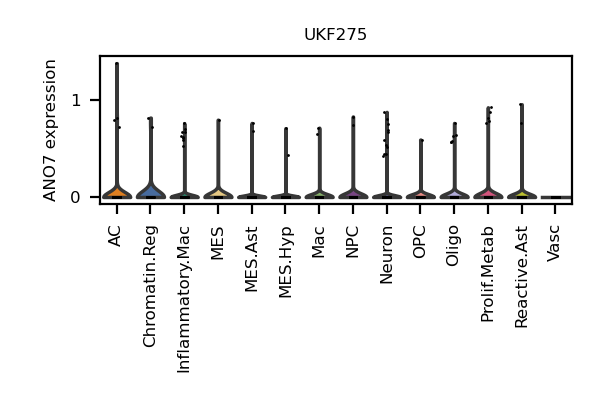 UKF275
ANO7 expression
1
0
AC
Chromatin.Reg
Inflammatory.Mac
MES
MES.Ast
MES.Hyp
Mac
NPC
Neuron
OPC
Oligo
Prolif.Metab
Reactive.Ast
Vasc